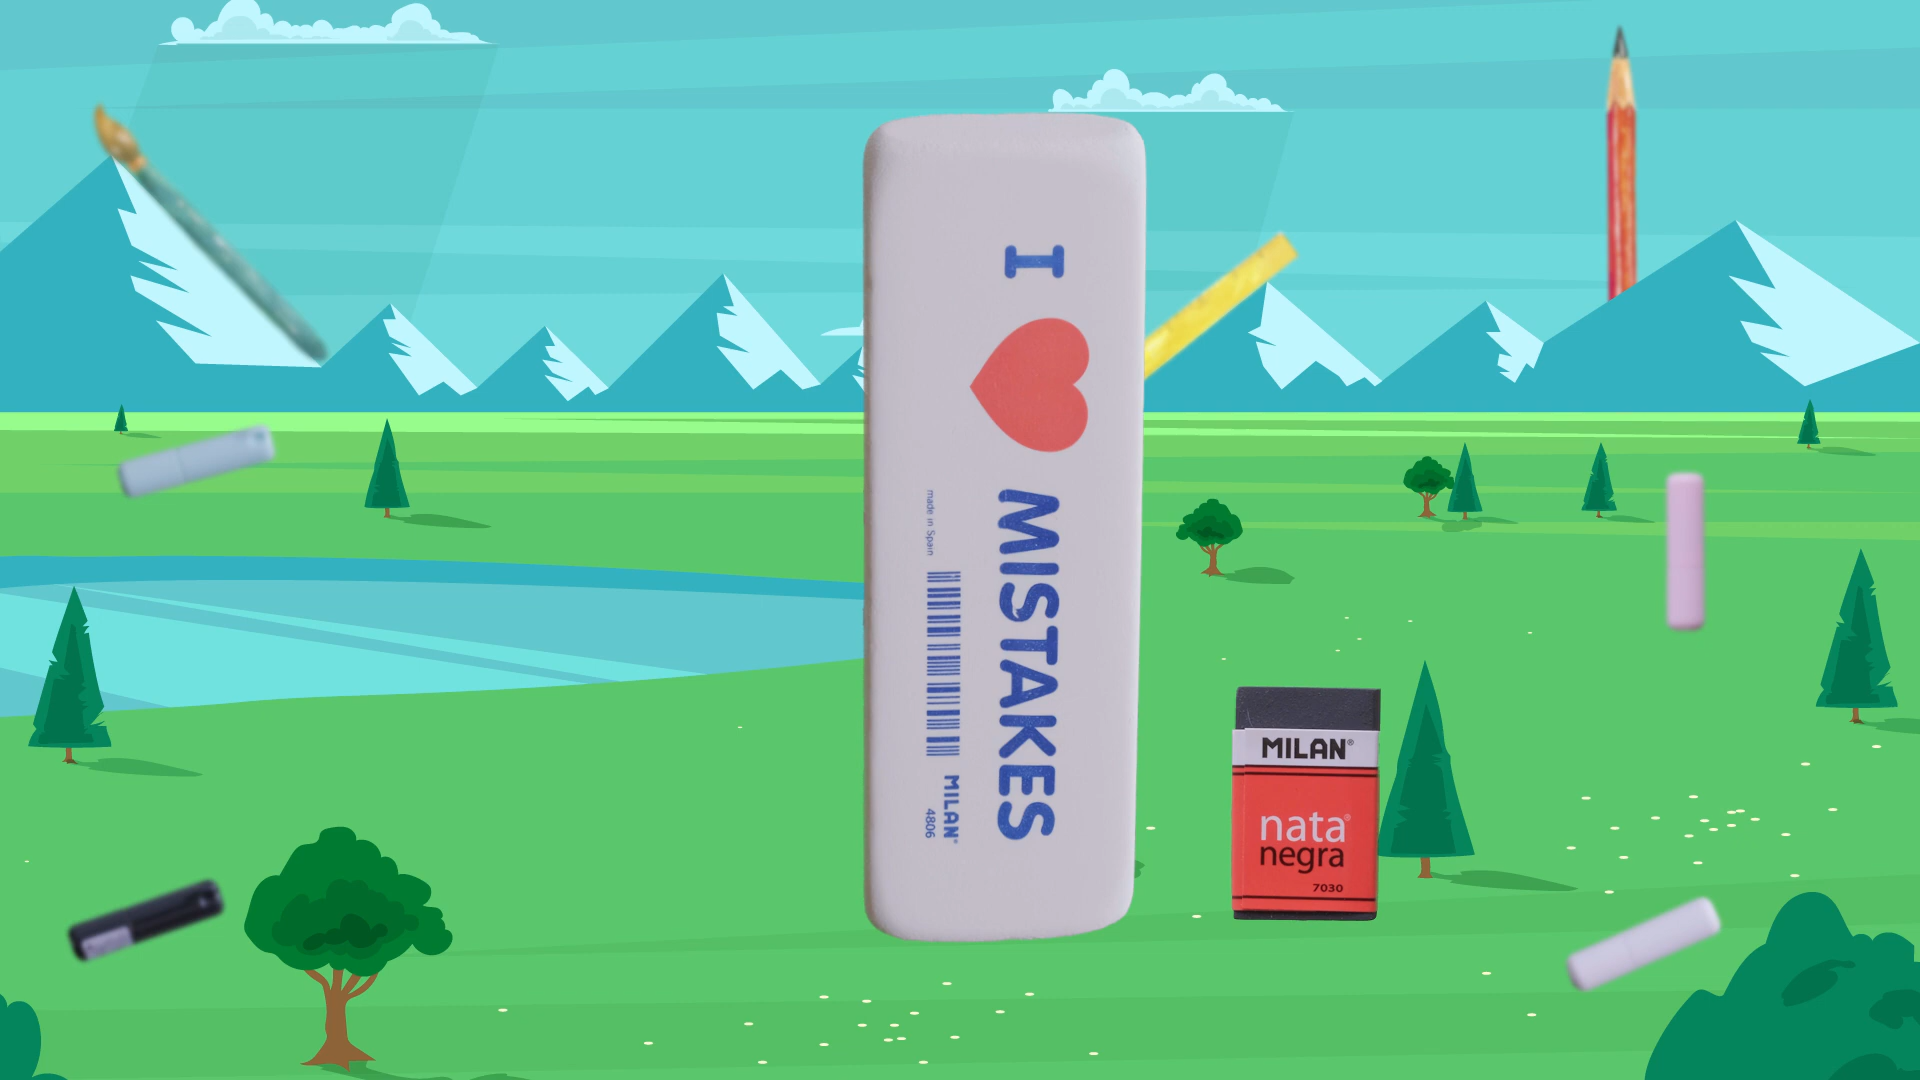 I ❤ MISTAKES
made in Spain
MILAN®
4806
MILAN®
nata®
negra
7030